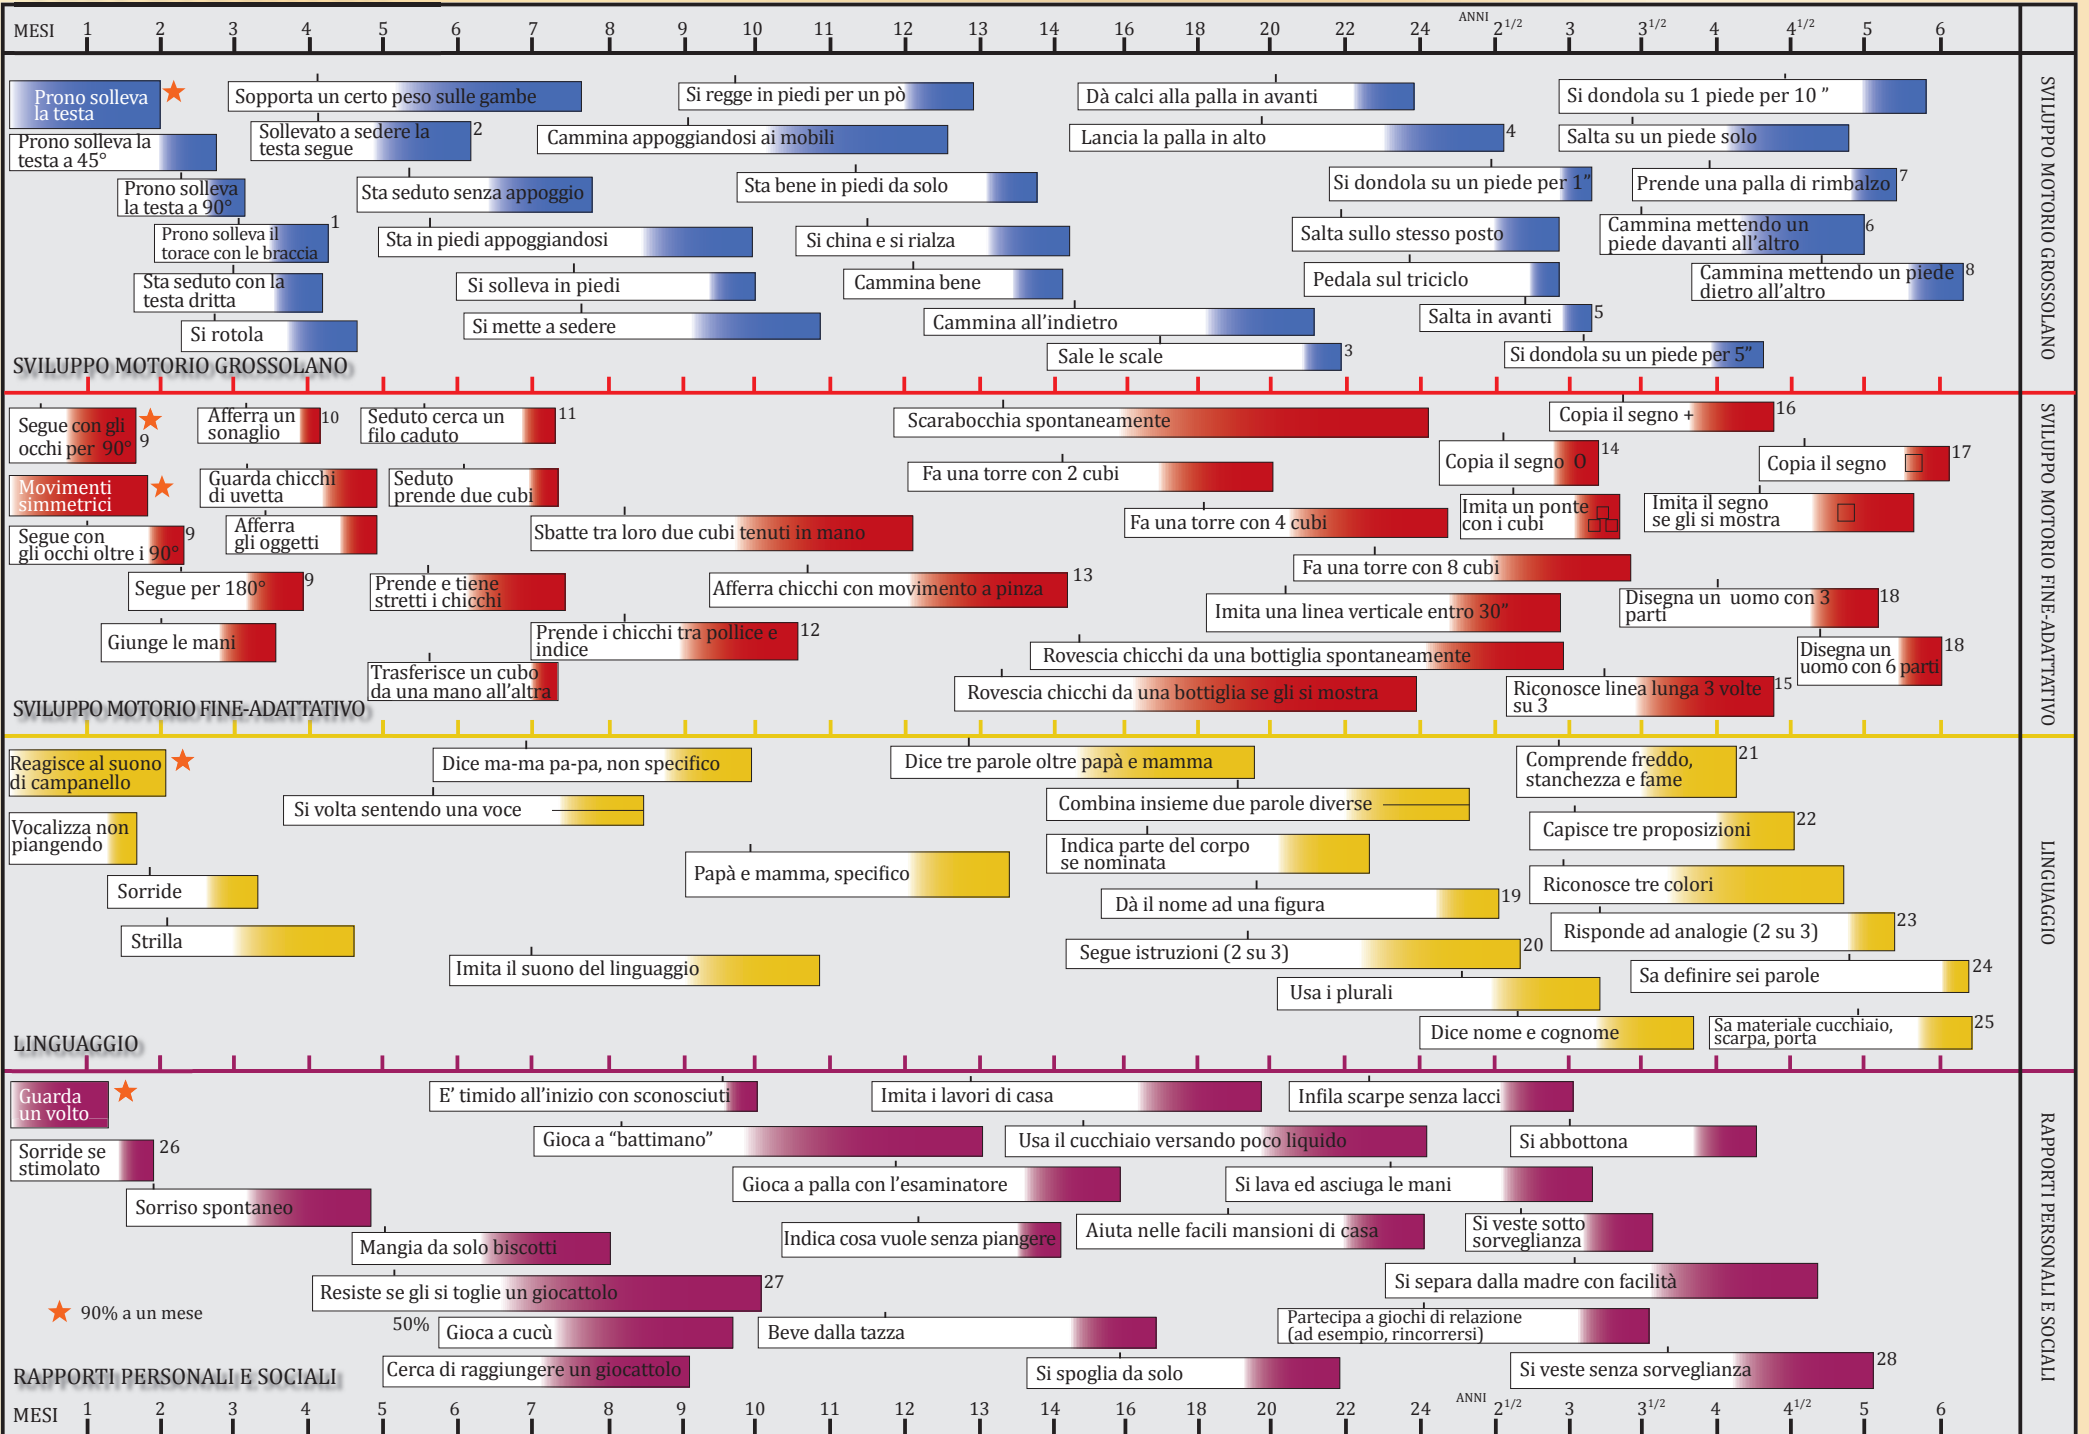 MESI 1 2 3 4 5 6 7 8 9 10 11 12 13 14 16 18 20 22 24 ANNI 2 1/2 3 3 1/2 4 4 1/2 5 6
Prono solleva
la testa
Sopporta un certo peso sulle gambe
Si regge in piedi per un pò
Dà calci alla palla in avanti
Si dondola su 1 piede per 10 ”
Prono solleva la
testa a 45°
Sollevato a sedere la
testa segue
2
Cammina appoggiandosi ai mobili
Lancia la palla in alto
4
Salta su un piede solo
Prono solleva
la testa a 90°
Sta seduto senza appoggio
Sta bene in piedi da solo
Si dondola su un piede per 1”
Prende una palla di rimbalzo
7
Prono solleva il
torace con le braccia
1
Sta in piedi appoggiandosi
Si china e si rialza
Salta sullo stesso posto
Cammina mettendo un
piede davanti all’altro
6
Sta seduto con la
testa dritta
Si solleva in piedi
Cammina bene
Pedala sul triciclo
Cammina mettendo un piede
dietro all’altro
8
Si rotola
Si mette a sedere
Cammina all’indietro
Salta in avanti
5
Sale le scale
3
Si dondola su un piede per 5”
SVILUPPO MOTORIO GROSSOLANO
SVILUPPO MOTORIO GROSSOLANO
Segue con gli
occhi per 90°
9
Afferra un
sonaglio
10
Seduto cerca un
filo caduto
11
Scarabocchia spontaneamente
Copia il segno +
16
Movimenti
simmetrici
Guarda chicchi
di uvetta
Seduto
prende due cubi
Fa una torre con 2 cubi
Copia il segno O
14
Copia il segno
17
Segue con
gli occhi oltre i 90°
9
Afferra
gli oggetti
Sbatte tra loro due cubi tenuti in mano
Fa una torre con 4 cubi
Imita un ponte
con i cubi
Imita il segno
se gli si mostra
Segue per 180°
9
Prende e tiene
stretti i chicchi
Afferra chicchi con movimento a pinza
13
Fa una torre con 8 cubi
Giunge le mani
Prende i chicchi tra pollice e
indice
12
Imita una linea verticale entro 30”
Disegna un uomo con 3
parti
18
Trasferisce un cubo
da una mano all’altra
Rovescia chicchi da una bottiglia spontaneamente
Disegna un
uomo con 6 parti
18
Rovescia chicchi da una bottiglia se gli si mostra
Riconosce linea lunga 3 volte
su 3
15
SVILUPPO MOTORIO FINE-ADATTATIVO
SVILUPPO MOTORIO FINE-ADATTATIVO
Reagisce al suono
di campanello
Dice ma-ma pa-pa, non specifico
Dice tre parole oltre papà e mamma
Comprende freddo,
stanchezza e fame
21
Si volta sentendo una voce
Combina insieme due parole diverse
Vocalizza non
piangendo
Indica parte del corpo
se nominata
Capisce tre proposizioni
22
Sorride
Papà e mamma, specifico
Dà il nome ad una figura
19
Riconosce tre colori
Strilla
Segue istruzioni (2 su 3)
20
Risponde ad analogie (2 su 3)
23
Imita il suono del linguaggio
Usa i plurali
Sa definire sei parole
24
Dice nome e cognome
Sa materiale cucchiaio,
scarpa, porta
25
LINGUAGGIO
LINGUAGGIO
Guarda
un volto
E’ timido all’inizio con sconosciuti
Imita i lavori di casa
Infila scarpe senza lacci
Sorride se
stimolato
26
Gioca a “battimano”
Usa il cucchiaio versando poco liquido
Si abbottona
Sorriso spontaneo
Gioca a palla con l’esaminatore
Si lava ed asciuga le mani
Mangia da solo biscotti
Indica cosa vuole senza piangere
Aiuta nelle facili mansioni di casa
Si veste sotto
sorveglianza
Resiste se gli si toglie un giocattolo
27
Si separa dalla madre con facilità
90% a un mese
50%
Gioca a cucù
Beve dalla tazza
Partecipa a giochi di relazione
(ad esempio, rincorrersi)
Cerca di raggiungere un giocattolo
Si spoglia da solo
Si veste senza sorveglianza
28
RAPPORTI PERSONALI E SOCIALI
RAPPORTI PERSONALI E SOCIALI
MESI 1 2 3 4 5 6 7 8 9 10 11 12 13 14 16 18 20 22 24 ANNI 2 1/2 3 3 1/2 4 4 1/2 5 6